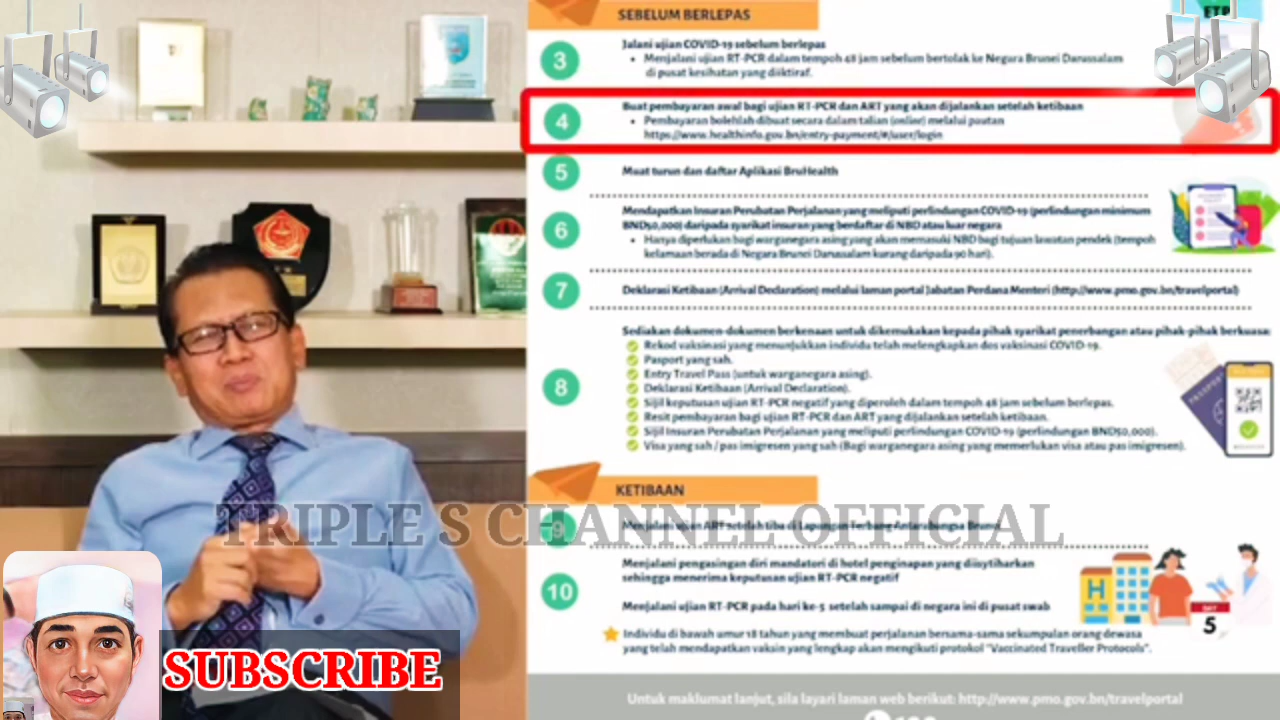 ETP
SEBELUM BERLEPAS
3
Jalani ujian COVID-19 sebelum berlepas
• Menjalani ujian RT-PCR dalam tempoh 48 jam sebelum bertolak ke Negara Brunei Darussalam
di pusat kesihatan yang diiktiraf.
4
Buat pembayaran awal bagi ujian RT-PCR dan ART yang akan dijalankan setelah ketibaan
• Pembayaran bolehlah dibuat secara dalam talian (online) melalui pautan
https://www.healthinfo.gov.bn/entry-payment/#/user/login
5
Muat turun dan daftar Aplikasi BruHealth
6
Mendapatkan Insuran Perubatan Perjalanan yang meliputi perlindungan COVID-19 (perlindungan minimum
BND50,000) daripada syarikat insuran yang berdaftar di NBD atau luar negara
• Hanya diperlukan bagi warganegara asing yang akan memasuki NBD bagi tujuan lawatan pendek (tempoh
kelamaan berada di Negara Brunei Darussalam kurang daripada 90 hari).
7
Deklarasi Ketibaan (Arrival Declaration) melalui laman portal Jabatan Perdana Menteri (http://www.pmo.gov.bn/travelportal)
8
Sediakan dokumen-dokumen berkenaan untuk dikemukakan kepada pihak syarikat penerbangan atau pihak-pihak berkuasa:
Rekod vaksinasi yang menunjukkan individu telah melengkapkan dos vaksinasi COVID-19.
Pasport yang sah.
Entry Travel Pass (untuk warganegara asing).
Deklarasi Ketibaan (Arrival Declaration).
Sijil keputusan ujian RT-PCR negatif yang diperoleh dalam tempoh 48 jam sebelum berlepas.
Resit pembayaran bagi ujian RT-PCR dan ART yang dijalankan setelah ketibaan.
Sijil Insuran Perubatan Perjalanan yang meliputi perlindungan COVID-19 (perlindungan BND50,000).
Visa yang sah / pas imigresen yang sah (Bagi warganegara asing yang memerlukan visa atau pas imigresen).
PASSPORT
KETIBAAN
TRIPLE S CHANNEL OFFICIAL
9
Menjalani ujian ART setelah tiba di Lapangan Terbang Antarabangsa Brunei
10
Menjalani pengasingan diri mandatori di hotel penginapan yang diisytiharkan
sehingga menerima keputusan ujian RT-PCR negatif
Menjalani ujian RT-PCR pada hari ke-5 setelah sampai di negara ini di pusat swab
H
DAY
5
Individu di bawah umur 18 tahun yang membuat perjalanan bersama-sama sekumpulan orang dewasa
yang telah mendapatkan vaksin yang lengkap akan mengikuti protokol "Vaccinated Traveller Protocols".
SUBSCRIBE
Untuk maklumat lanjut, sila layari laman web berikut: http://www.pmo.gov.bn/travelportal